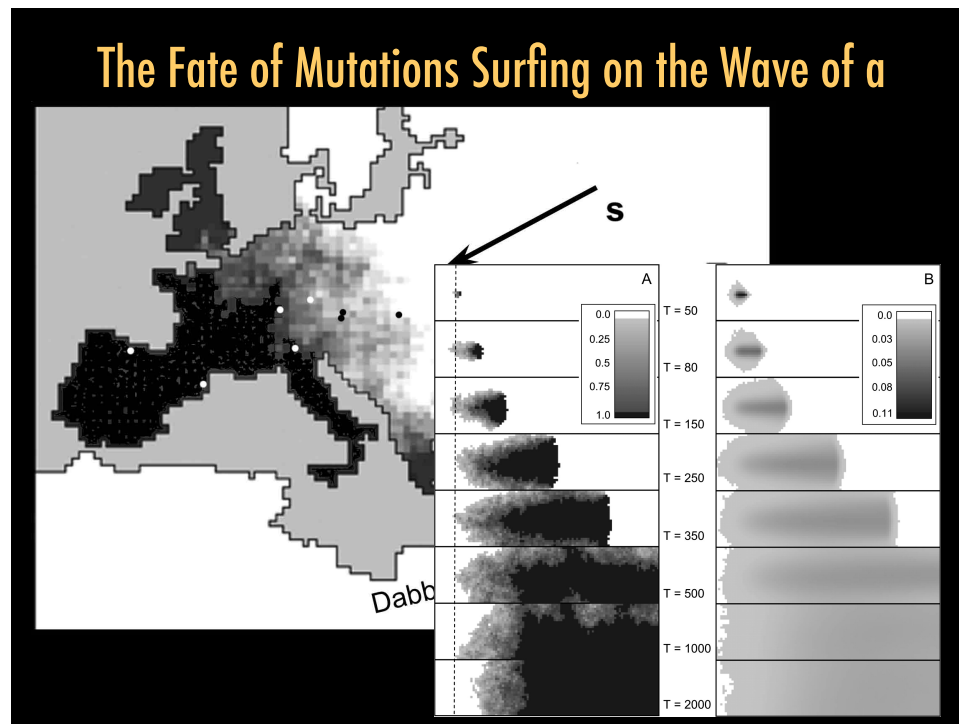 The Fate of Mutations Surfing on the Wave of a
s
A
T = 50
T = 80
T = 150
T = 250
T = 350
T = 500
T = 1000
T = 2000
0.0
0.25
0.5
0.75
1.0
B
0.0
0.03
0.05
0.08
0.11
Dabb